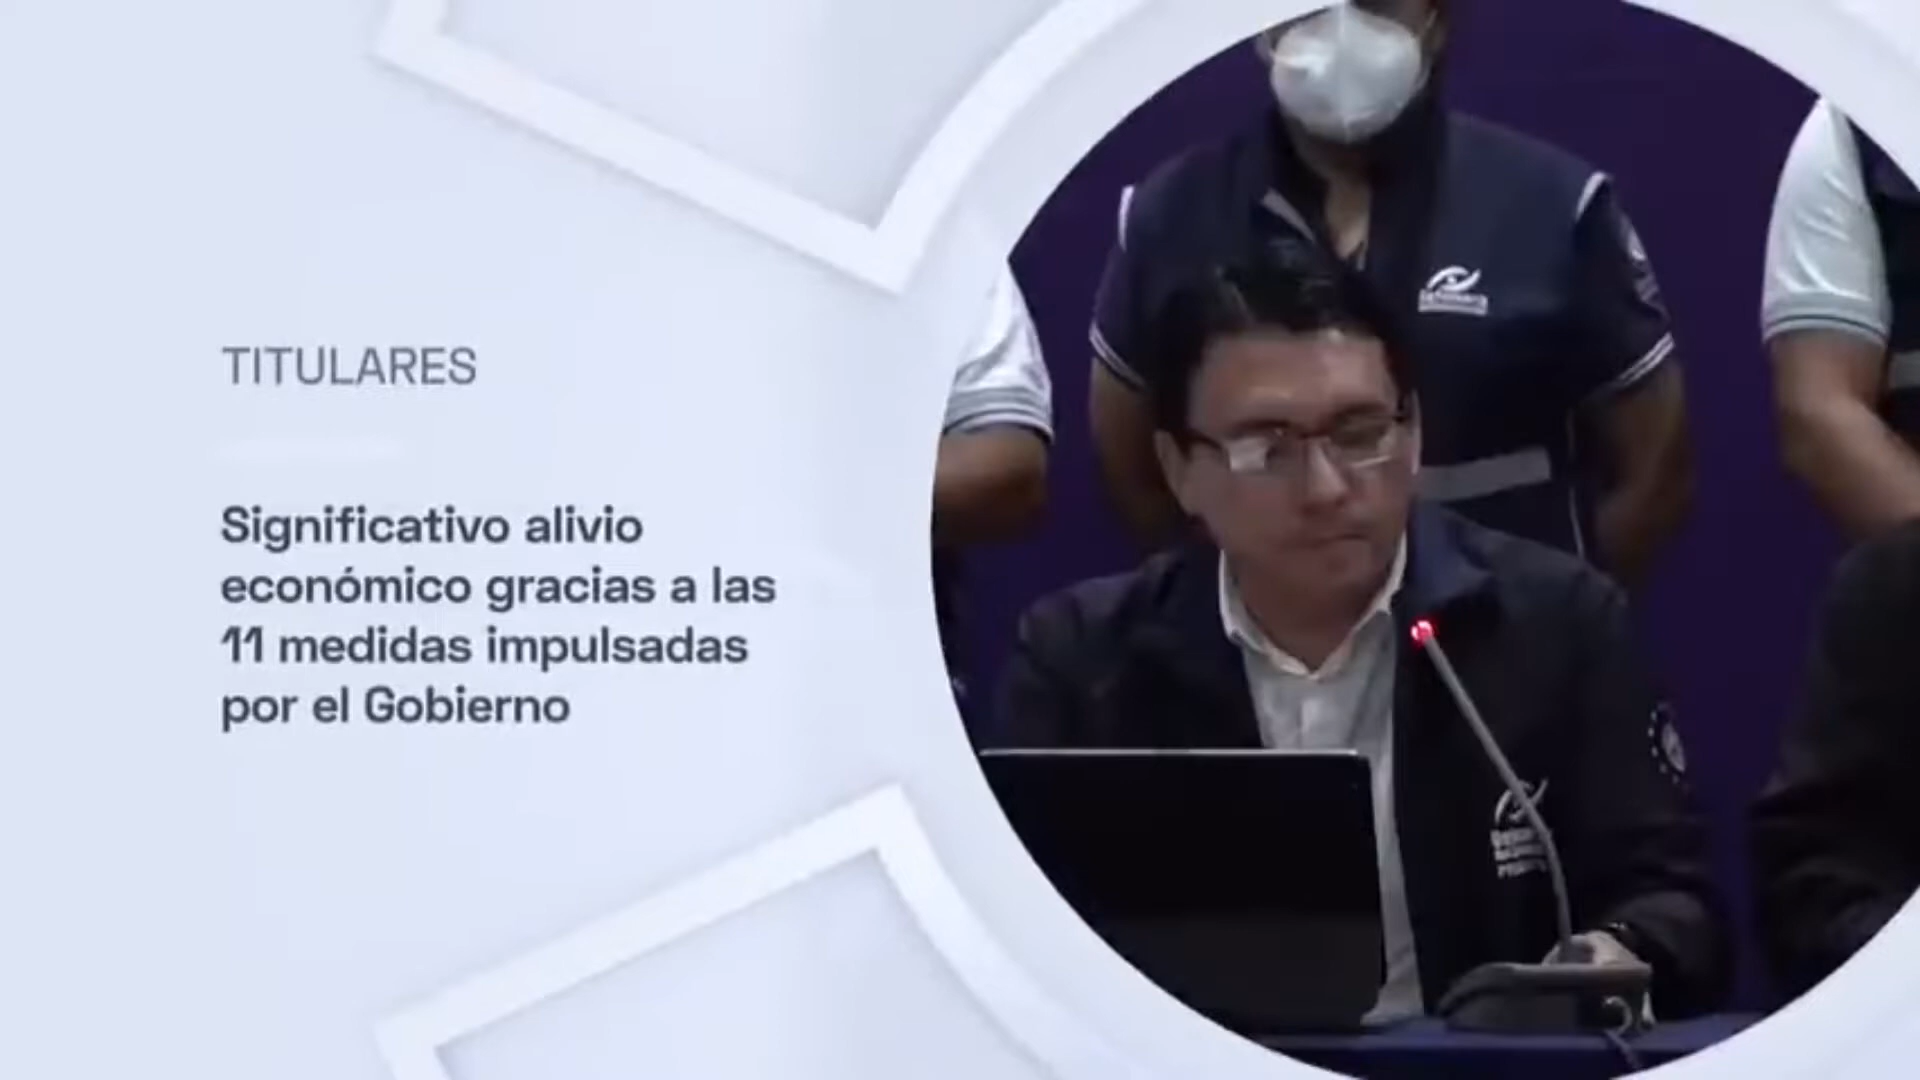 TITULARES
Significativo alivio
económico gracias a las
11 medidas impulsadas
por el Gobierno